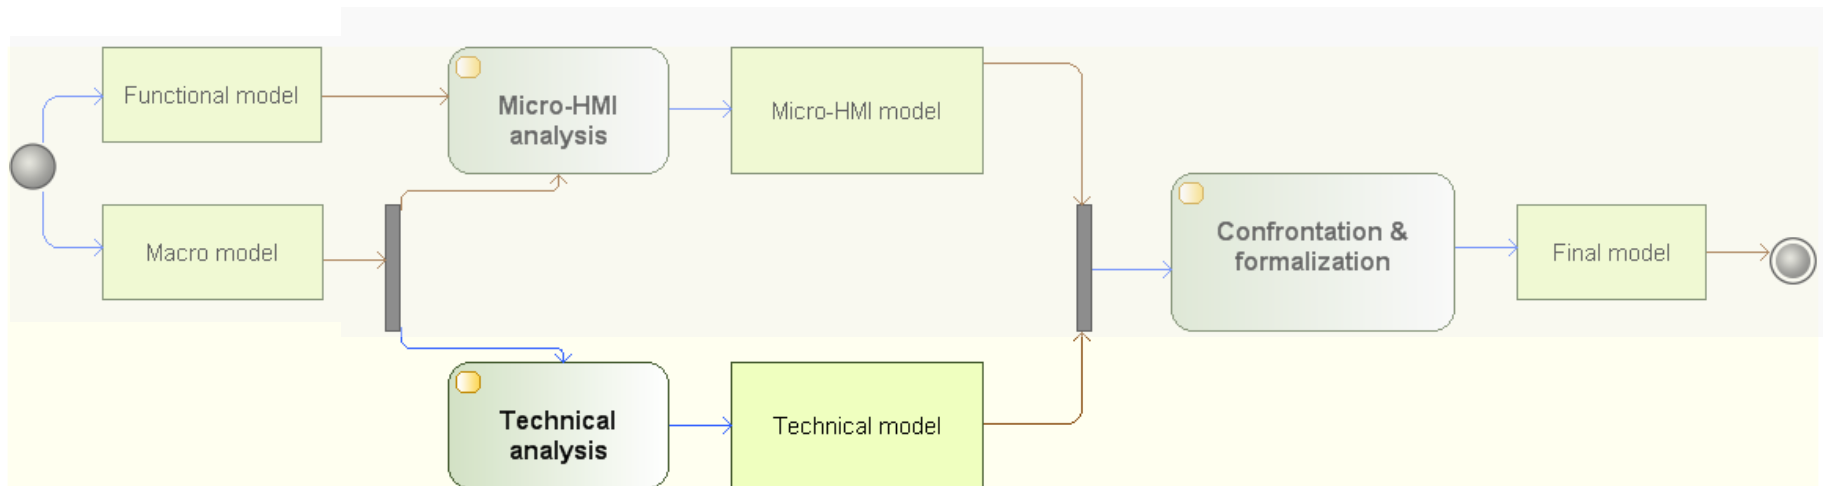 Functional model
Micro-HMI
analysis
Micro-HMI model
Macro model
Confrontation &
formalization
Final model
Technical
analysis
Technical model